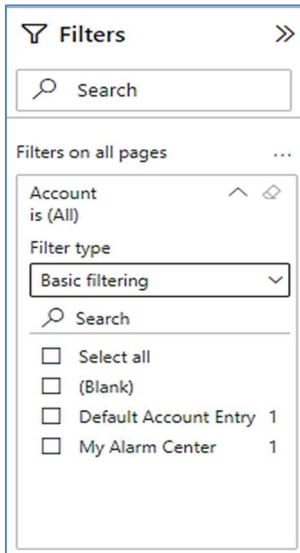 Filters
Search
Filters on all pages
...
Account
is (All)
Filter type
Basic filtering
Search
Select all
(Blank)
Default Account Entry 1
My Alarm Center 1